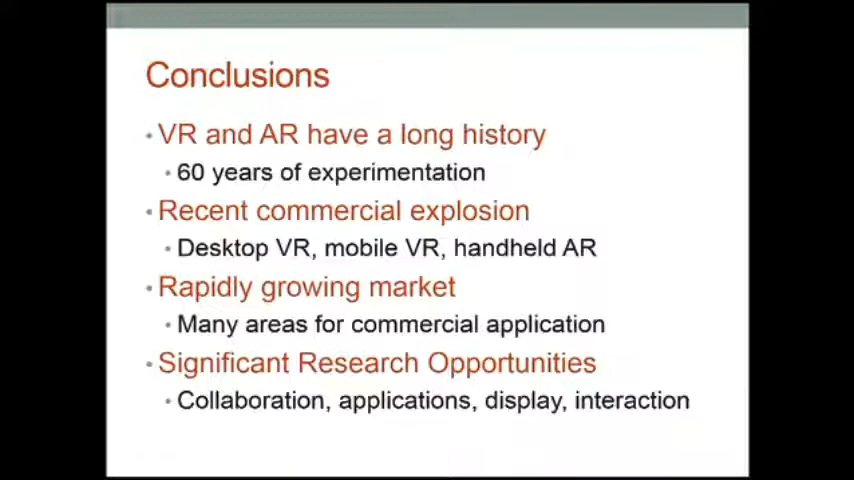 Conclusions
• VR and AR have a long history
• 60 years of experimentation
• Recent commercial explosion
• Desktop VR, mobile VR, handheld AR
• Rapidly growing market
• Many areas for commercial application
• Significant Research Opportunities
• Collaboration, applications, display, interaction